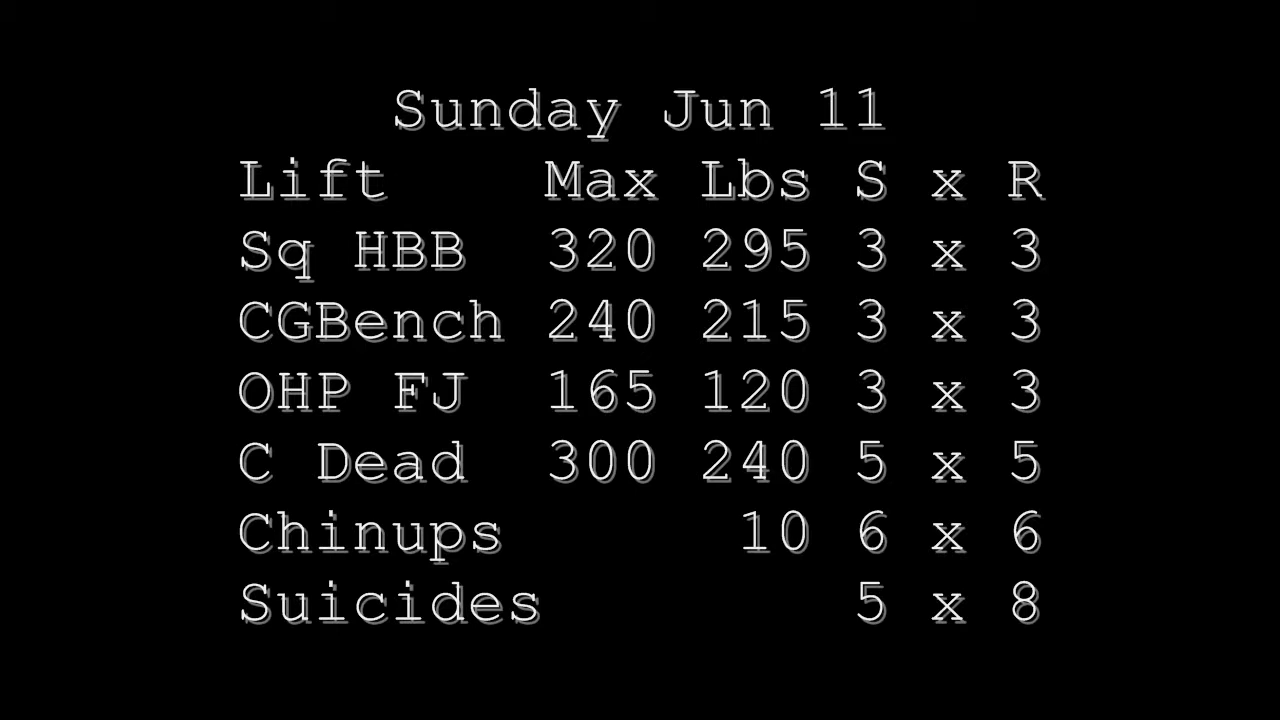 Sunday Jun 11
Lift Max Lbs S x R
Sq HBB 320 295 3 x 3
CGBench 240 215 3 x 3
OHP FJ 165 120 3 x 3
C Dead 300 240 5 x 5
Chinups 10 6 x 6
Suicides 5 x 8